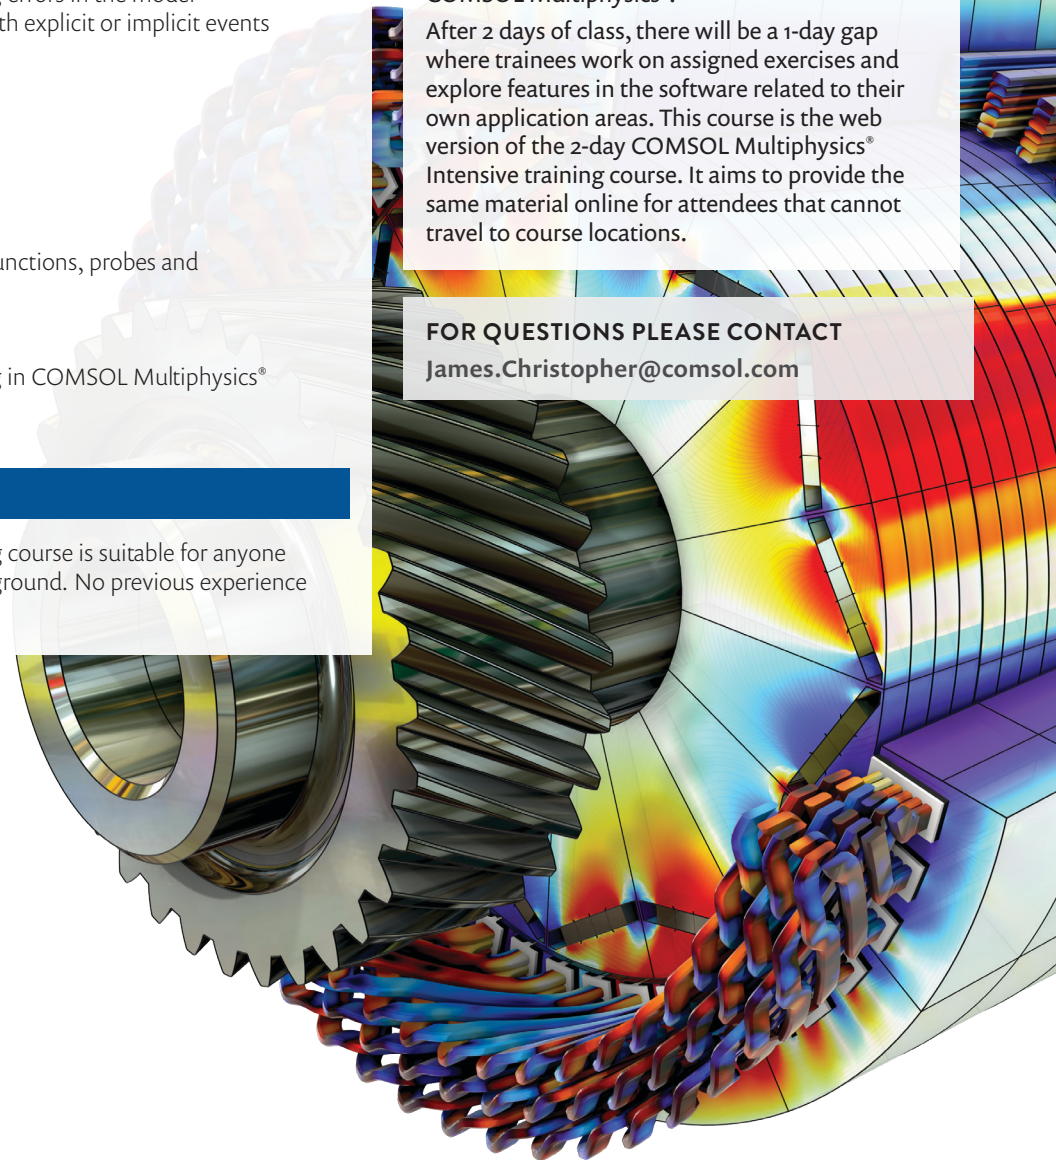 errors in the model
th explicit or implicit events
unctions, probes and
g in COMSOL Multiphysics®
g course is suitable for anyone
ground. No previous experience
COMSOL Multiphysics®.
After 2 days of class, there will be a 1-day gap
where trainees work on assigned exercises and
explore features in the software related to their
own application areas. This course is the web
version of the 2-day COMSOL Multiphysics®
Intensive training course. It aims to provide the
same material online for attendees that cannot
travel to course locations.
FOR QUESTIONS PLEASE CONTACT
James.Christopher@comsol.com